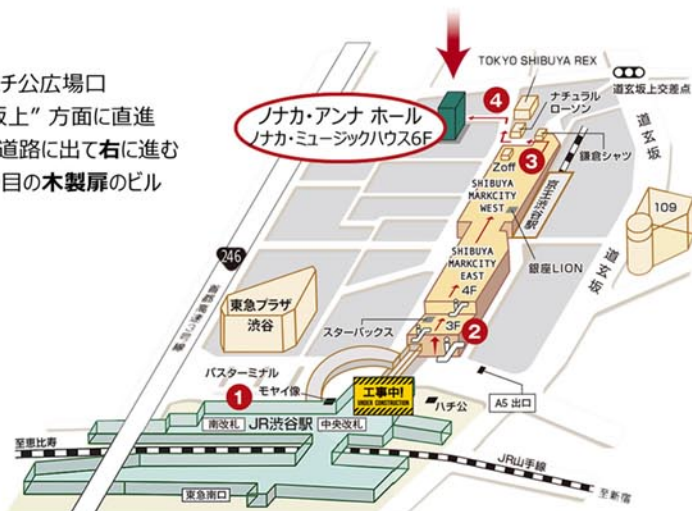 チ公広場口
坂上” 方面に直進
道路に出て右に進む
目の木製扉のビル
TOKYO SHIBUYA REX
道玄坂上交差点
ナチュラル
ローソン
4
ノナカ・アンナ ホール
ノナカ・ミュージックハウス6F
道玄坂
鎌倉シャツ
3
Zoff
SHIBUYA
MARKCITY
WEST
京王渋谷駅
109
246
SHIBUYA
MARKCITY
EAST
銀座LION
道玄坂
4F
東急プラザ
渋谷
スターバックス
3F
2
バスターミナル
1
モヤイ像
工事中!
UNDER CONSTRUCTION
ハチ公
A5 出口
南改札
JR渋谷駅
中央改札
至恵比寿
JR山手線
東急南口
至新宿